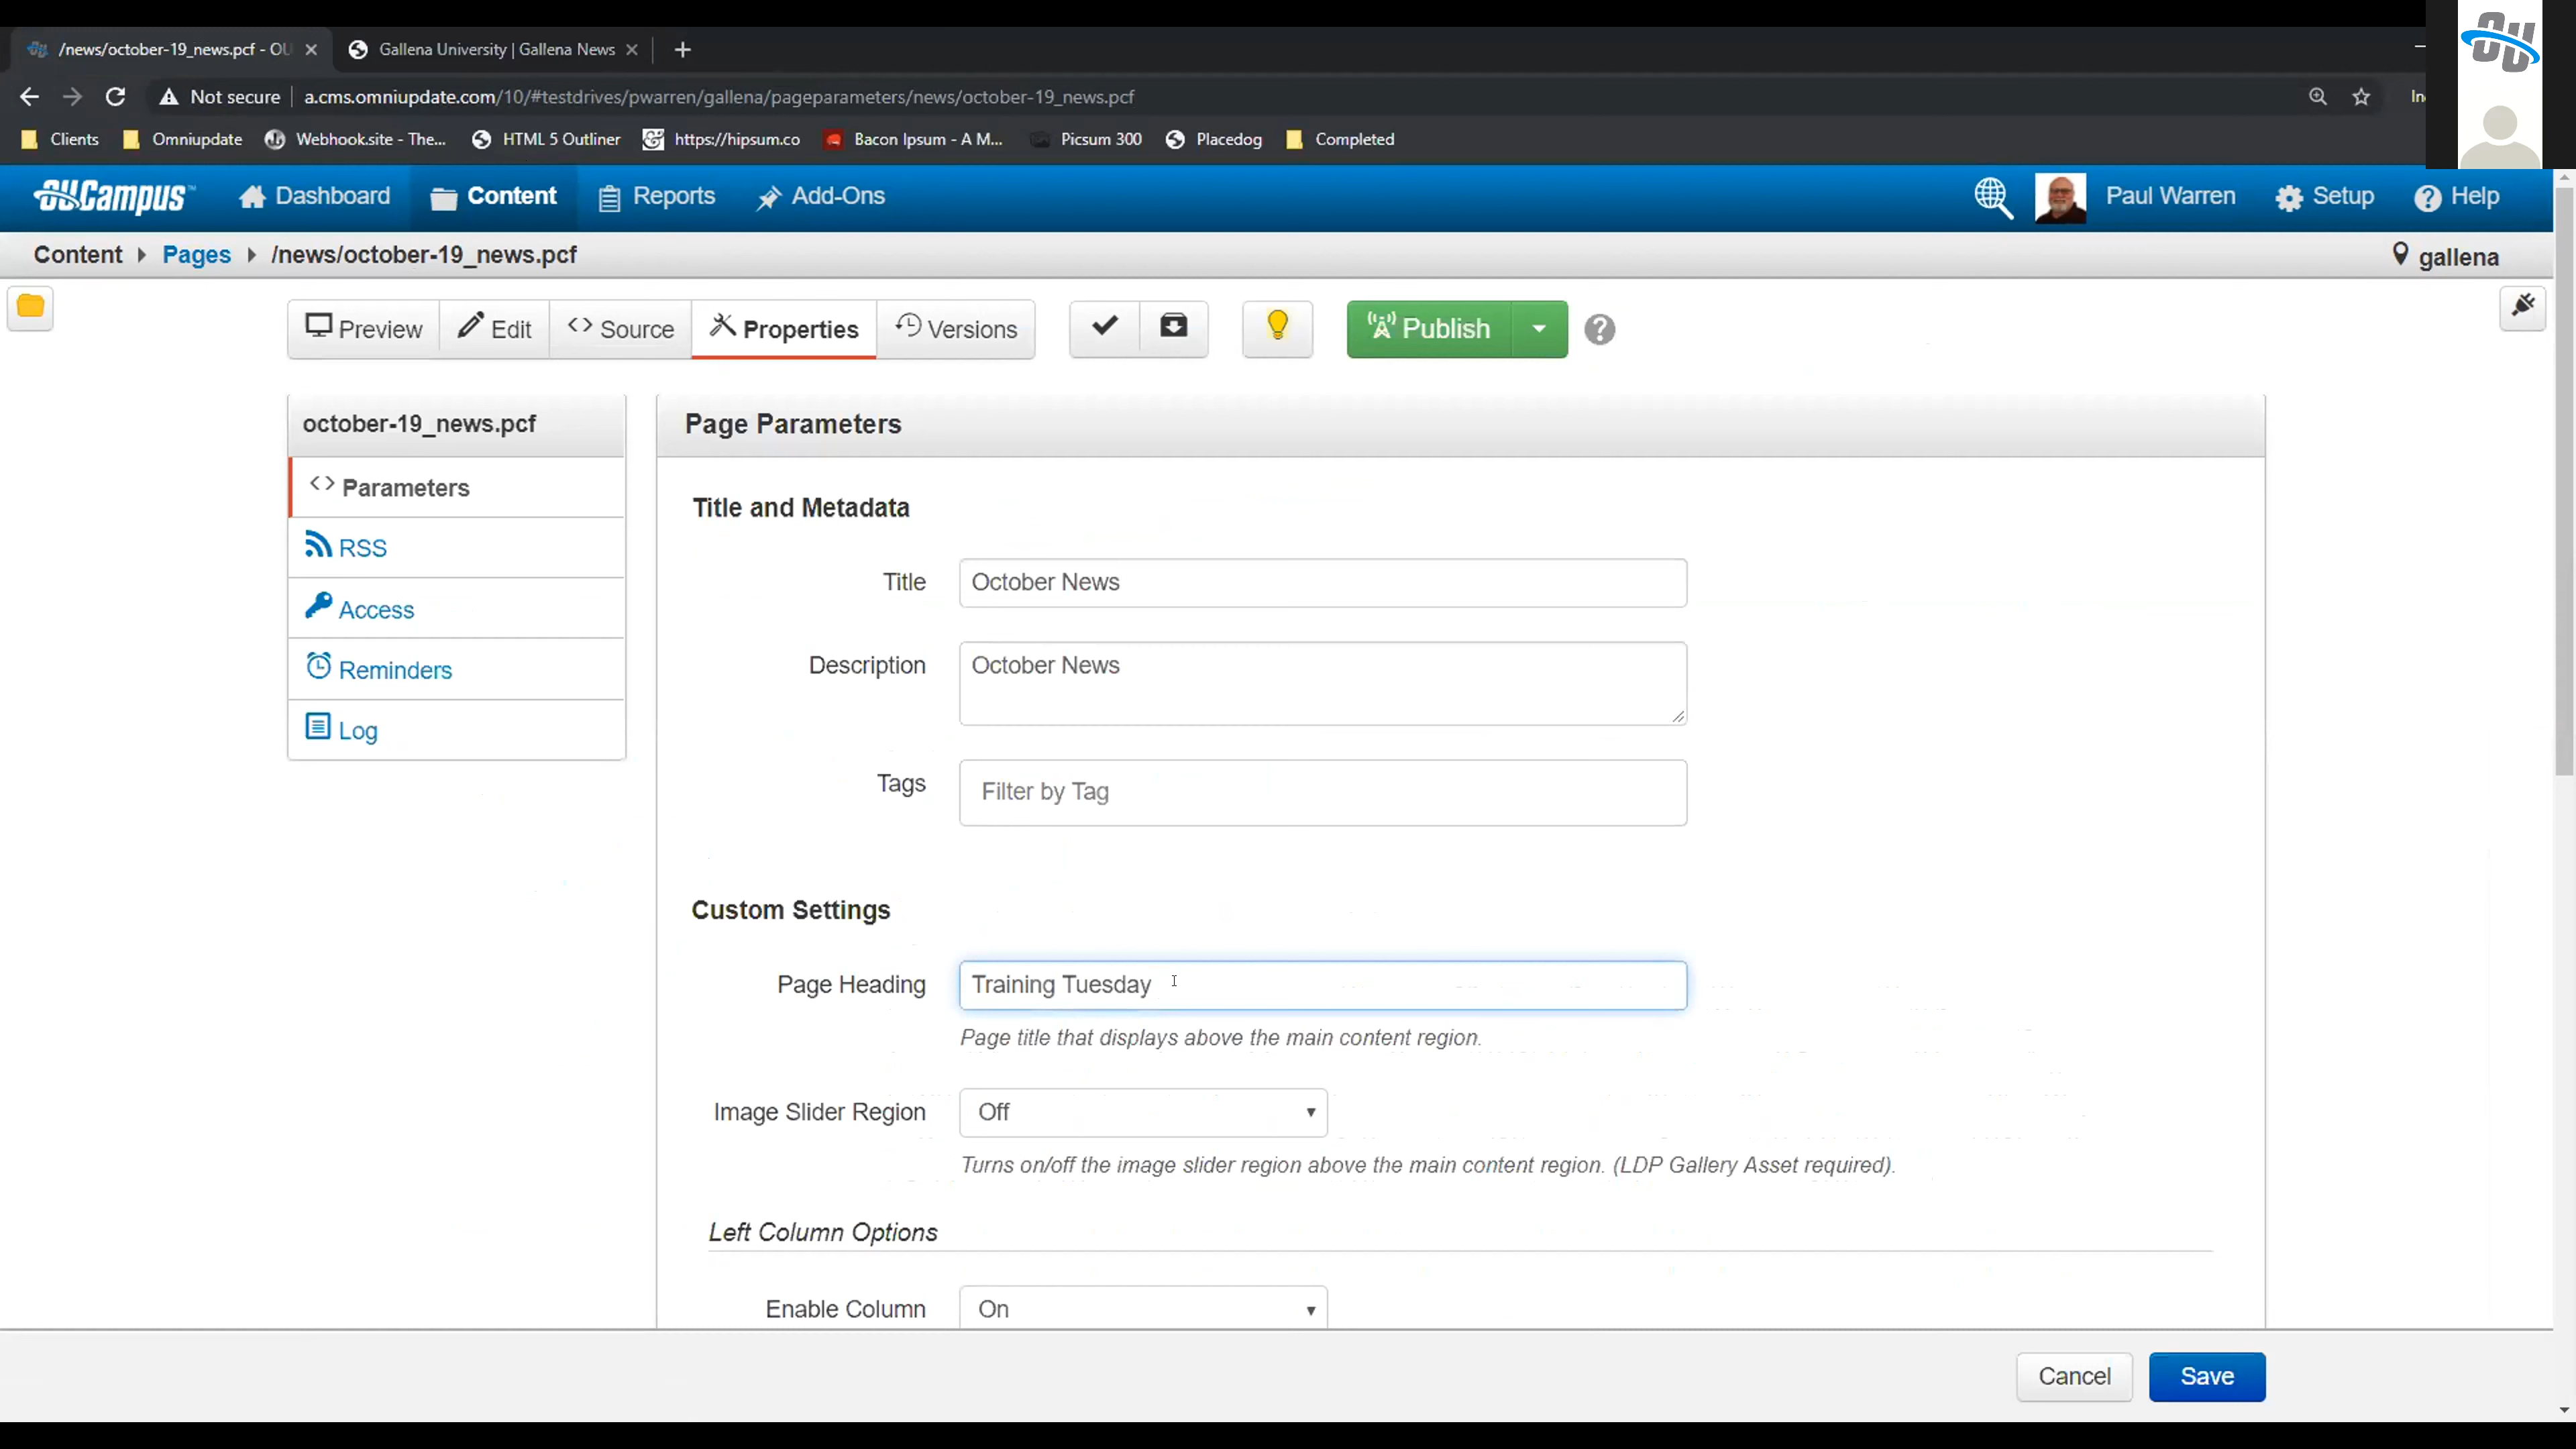 /news/october-19_news.pcf - OU
Gallena University | Gallena News
Not secure
a.cms.omniupdate.com/10/#testdrives/pwarren/gallena/pageparameters/news/october-19_news.pcf
Clients
Omniupdate
Webhook.site - The...
HTML 5 Outliner
https://hipsum.co
Bacon Ipsum - A M...
Picsum 300
Placedog
Completed
OU
OUCampus™
Dashboard
Content
Reports
Add-Ons
Paul Warren
Setup
Help
Content
Pages
/news/october-19_news.pcf
gallena
Preview
Edit
Source
Properties
Versions
Publish
october-19_news.pcf
Parameters
RSS
Access
Reminders
Log
Page Parameters
Title and Metadata
Title
October News
Description
October News
Tags
Filter by Tag
Custom Settings
Page Heading
Training Tuesday
Page title that displays above the main content region.
Image Slider Region
Off
Turns on/off the image slider region above the main content region. (LDP Gallery Asset required).
Left Column Options
Enable Column
On
Cancel
Save